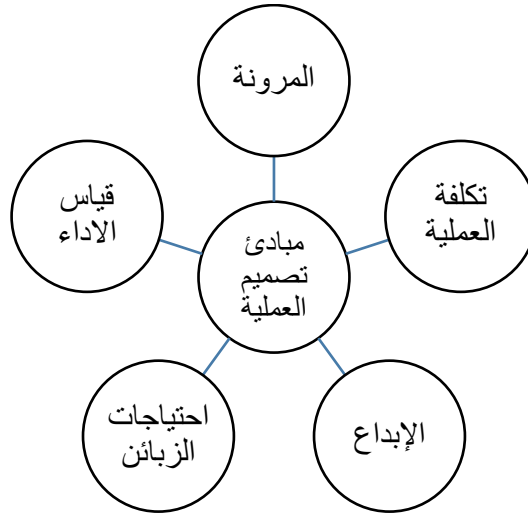 المرونة
تكلفة
العملية
قياس
الاداء
مبادئ
تصميم
العملية
احتياجات
الزبائن
الإبداع